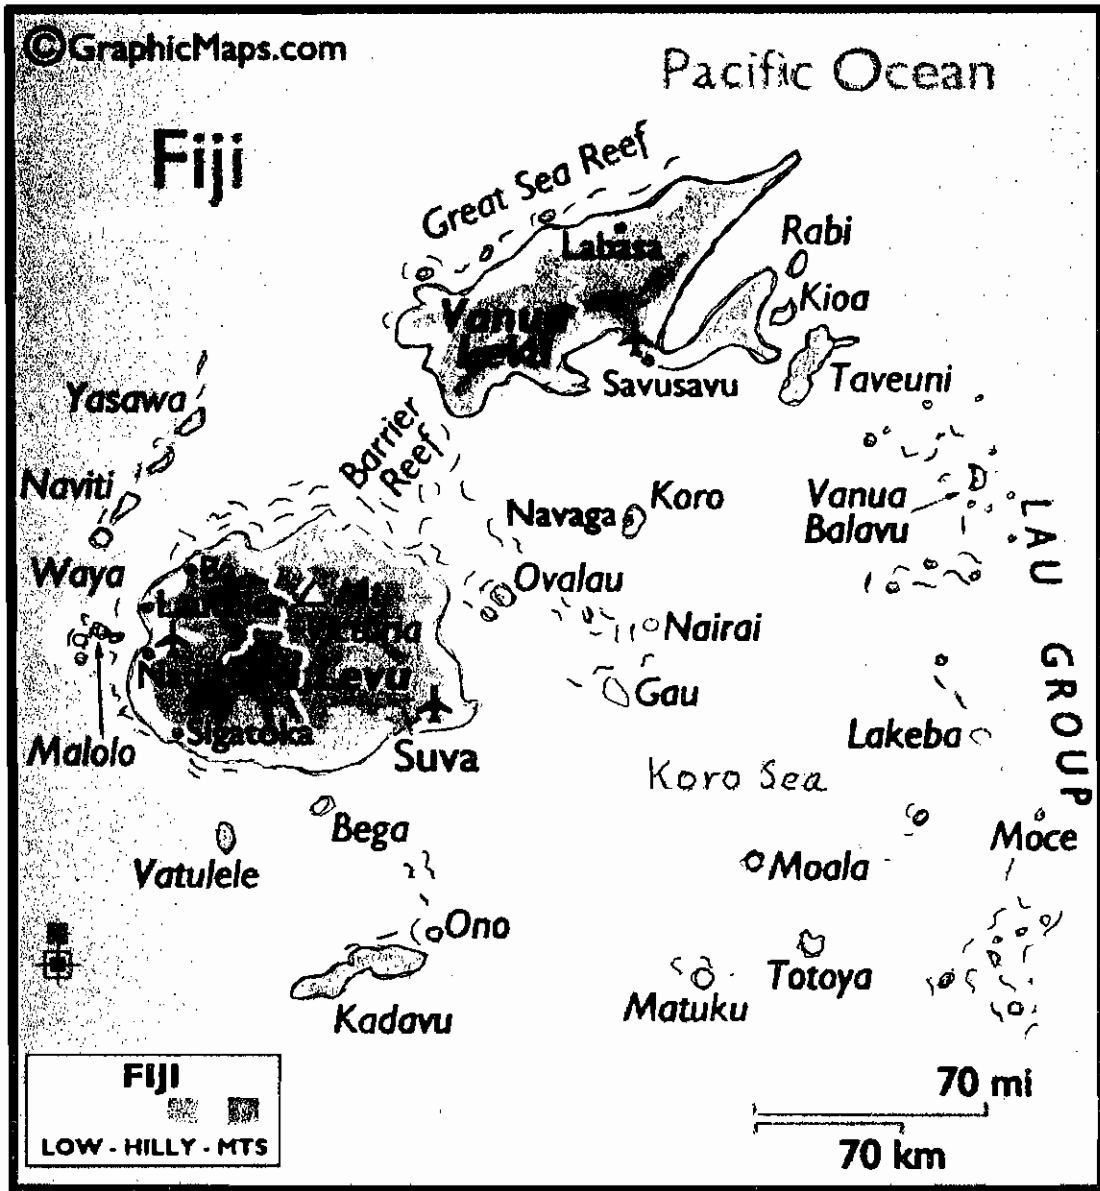 ©GraphicMaps.com
Pacific Ocean
Fiji
Great Sea Reef
Rabi
Labasa
Kioa
Vanua
Savusavu
Taveuni
Yasawa
Barrier
Reef
Naviti
Navaga
Koro
Vanua
Balavu
LAU GROUP
Waya
Ovalau
Nairai
Levu
Gau
Sigatoka
Malolo
Suva
Lakeba
Koro Sea
Bega
Moce
Vatulele
Moala
Ono
Totoya
Matuku
Kadavu
FIJI
LOW - HILLY - MTS
70 mi
70 km